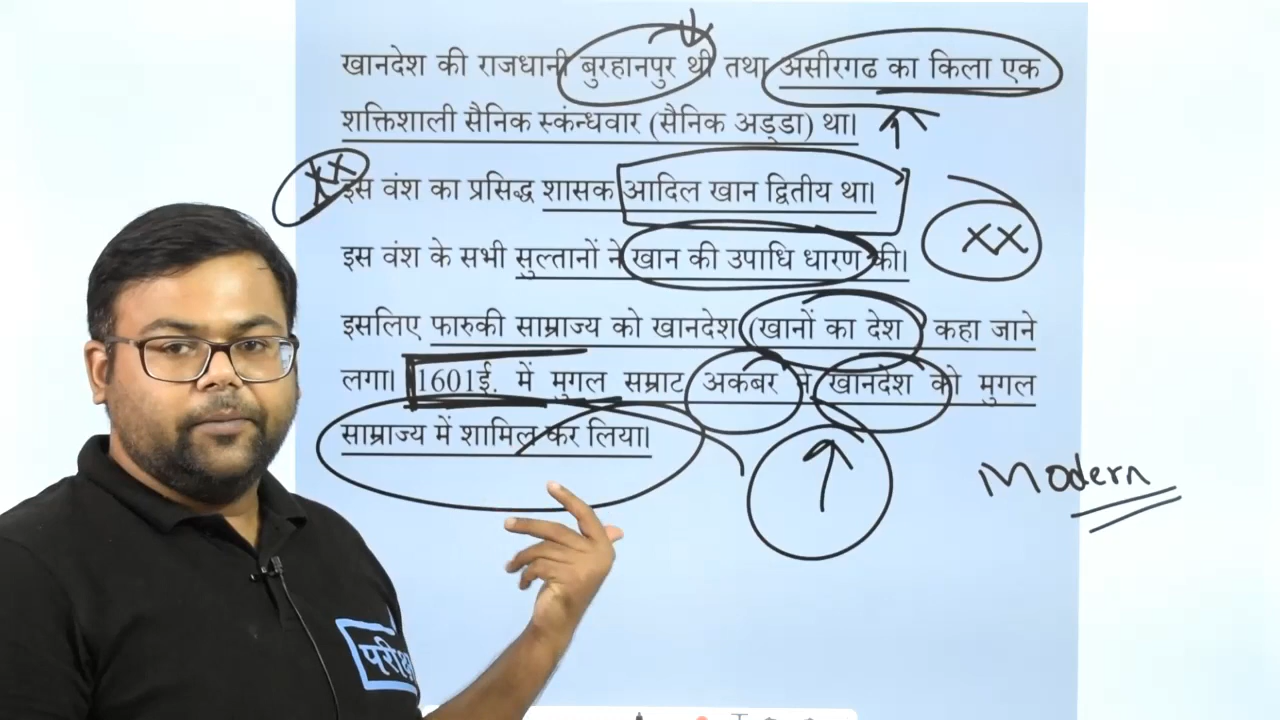 खानदेश की राजधानी बुरहानपुर थी तथा असीरगढ का किला एक
शक्तिशाली सैनिक स्कंन्धवार (सैनिक अड्डा) था।
इस वंश का प्रसिद्ध शासक आदिल खान द्वितीय था।
इस वंश के सभी सुल्तानों ने खान की उपाधि धारण की।
xx
इसलिए फारुकी साम्राज्य को खानदेश (खानों का देश कहा जाने
लगा। 1601ई. में मुगल सम्राट अकबर ने खानदेश को मुगल
साम्राज्य में शामिल कर लिया।
Modern